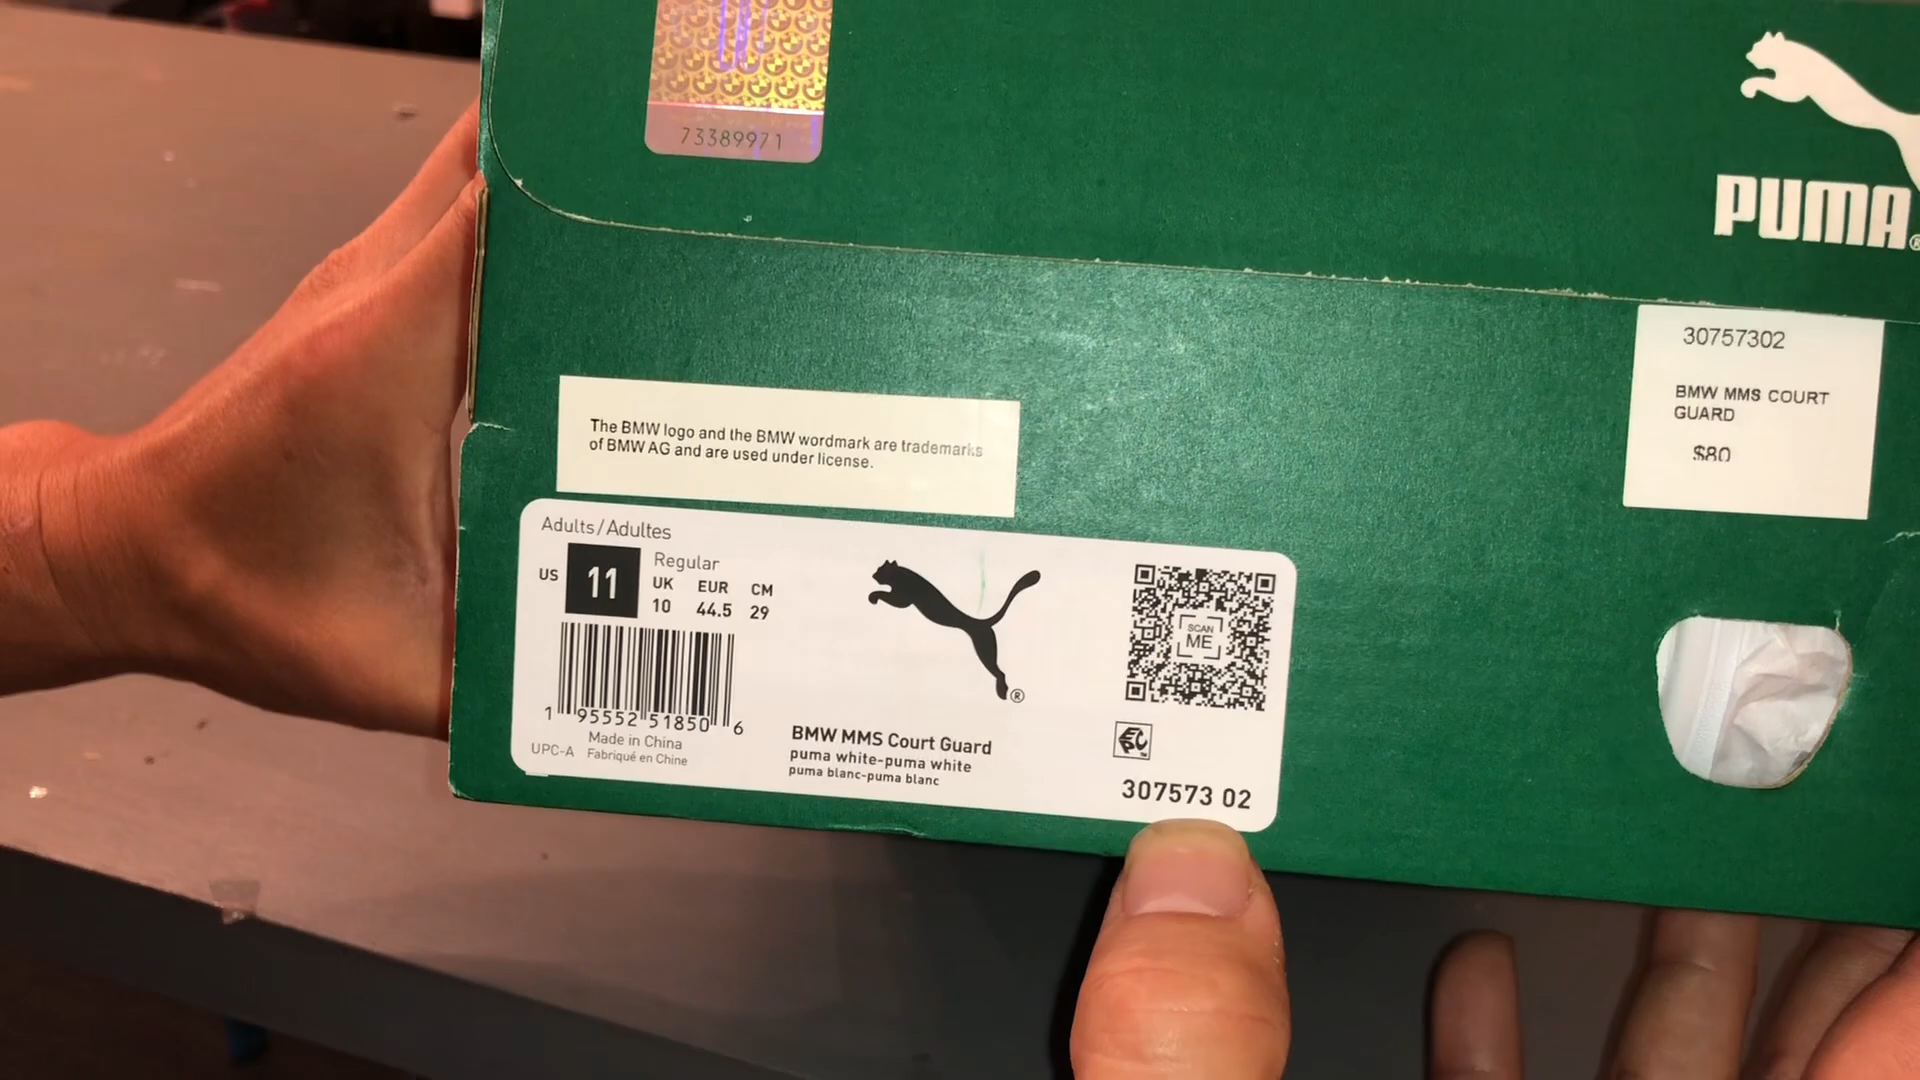 73389971
PUMA®
30757302
BMW MMS COURT
GUARD
$80
The BMW logo and the BMW wordmark are trademarks
of BMW AG and are used under license.
Adults/Adultes
US 11 Regular
UK EUR CM
10 44.5 29
1 95552 51850 6
UPC-A Made in China
Fabriqué en Chine
®
BMW MMS Court Guard
puma white-puma white
puma blanc-puma blanc
SCAN
ME
EPC™
307573 02